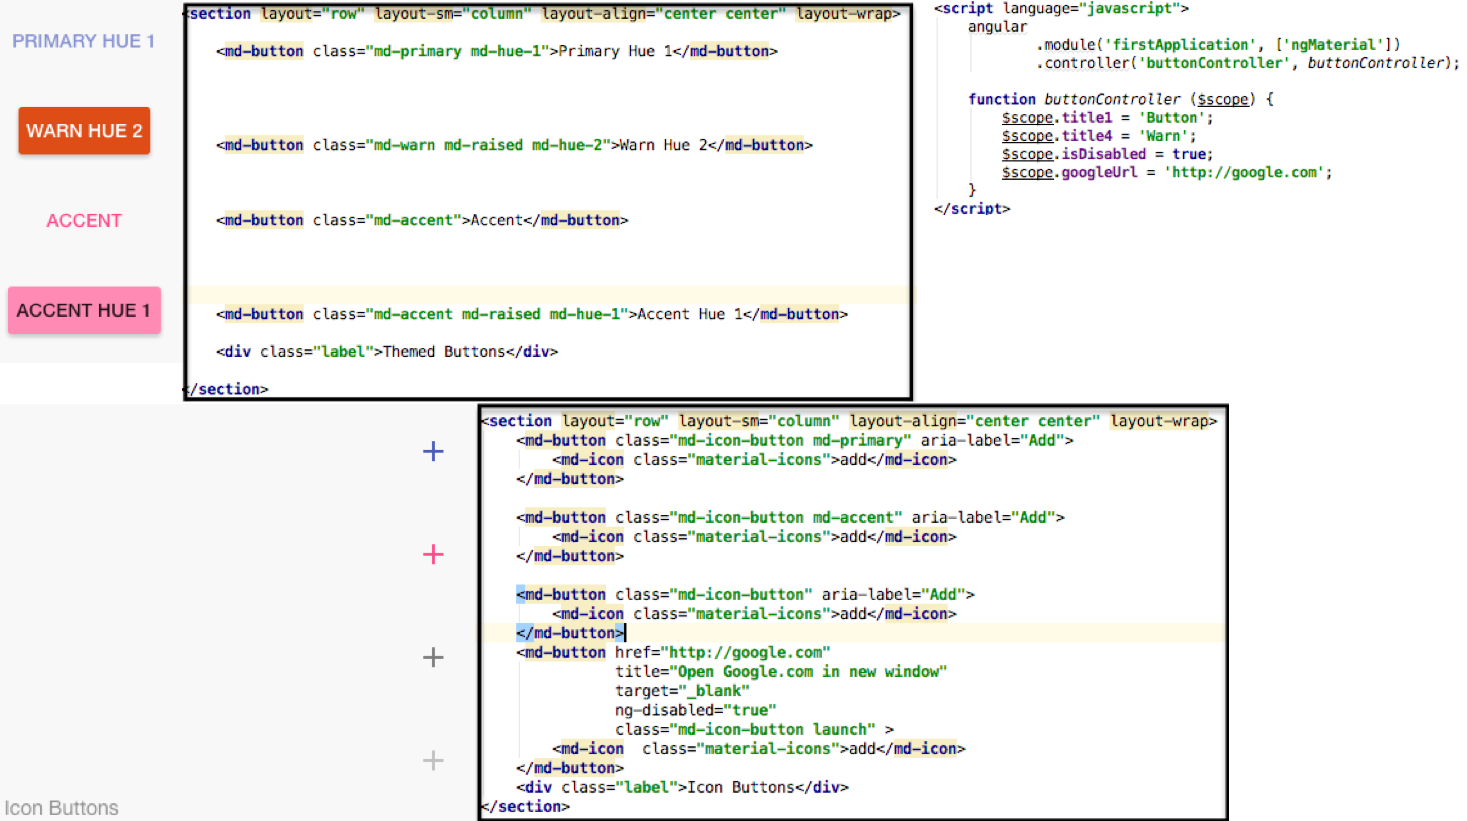 PRIMARY HUE 1
WARN HUE 2
ACCENT
ACCENT HUE 1
<section layout="row" layout-sm="column" layout-align="center center" layout-wrap>
<md-button class="md-primary md-hue-1">Primary Hue 1</md-button>
<md-button class="md-warn md-raised md-hue-2">Warn Hue 2</md-button>
<md-button class="md-accent">Accent</md-button>
<md-button class="md-accent md-raised md-hue-1">Accent Hue 1</md-button>
<div class="label">Themed Buttons</div>
</section>
<script language="javascript">
angular
.module('firstApplication', ['ngMaterial'])
.controller('buttonController', buttonController);
function buttonController ($scope) {
$scope.title1 = 'Button';
$scope.title4 = 'Warn';
$scope.isDisabled = true;
$scope.googleUrl = 'http://google.com';
}
</script>
<section layout="row" layout-sm="column" layout-align="center center" layout-wrap>
<md-button class="md-icon-button md-primary" aria-label="Add">
<md-icon class="material-icons">add</md-icon>
</md-button>
<md-button class="md-icon-button md-accent" aria-label="Add">
<md-icon class="material-icons">add</md-icon>
</md-button>
<md-button class="md-icon-button" aria-label="Add">
<md-icon class="material-icons">add</md-icon>
</md-button>
<md-button href="http://google.com"
title="Open Google.com in new window"
target="_blank"
ng-disabled="true"
class="md-icon-button launch" >
<md-icon  class="material-icons">add</md-icon>
</md-button>
<div class="label">Icon Buttons</div>
</section>
Icon Buttons